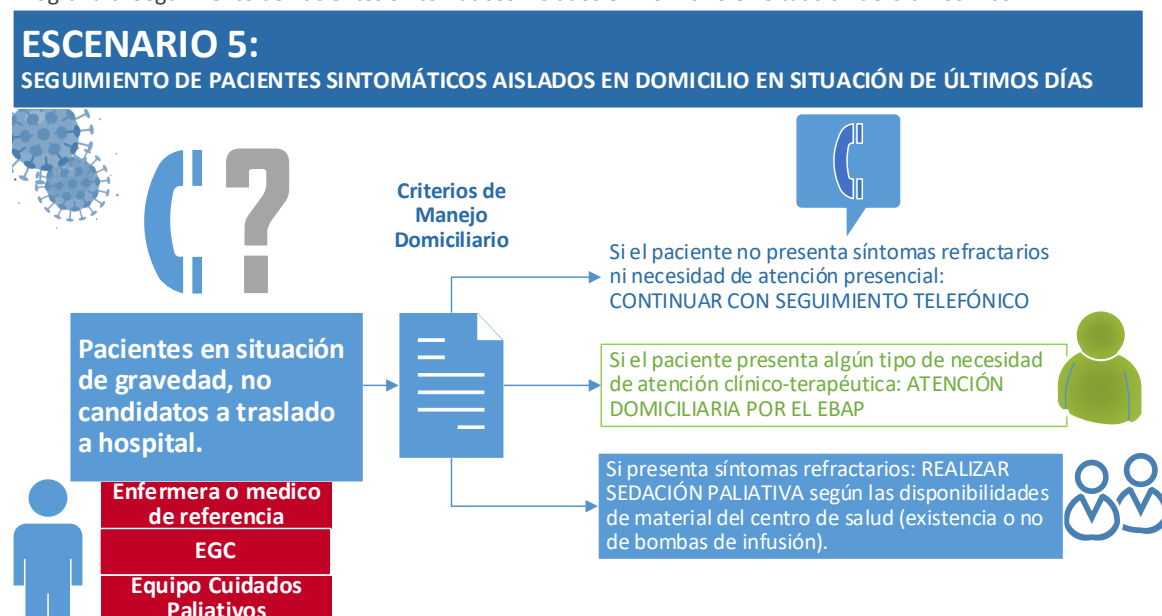 ESCENARIO 5:
SEGUIMIENTO DE PACIENTES SINTOMÁTICOS AISLADOS EN DOMICILIO EN SITUACIÓN DE ÚLTIMOS DÍAS
Criterios de
Manejo
Domiciliario
Si el paciente no presenta síntomas refractarios
ni necesidad de atención presencial:
CONTINUAR CON SEGUIMIENTO TELEFÓNICO
Pacientes en situación
de gravedad, no
candidatos a traslado
a hospital.
Si el paciente presenta algún tipo de necesidad
de atención clínico-terapéutica: ATENCIÓN
DOMICILIARIA POR EL EBAP
Si presenta síntomas refractarios: REALIZAR
SEDACIÓN PALIATIVA según las disponibilidades
de material del centro de salud (existencia o no
de bombas de infusión).
Enfermera o medico
de referencia
EGC
Equipo Cuidados
Paliativos